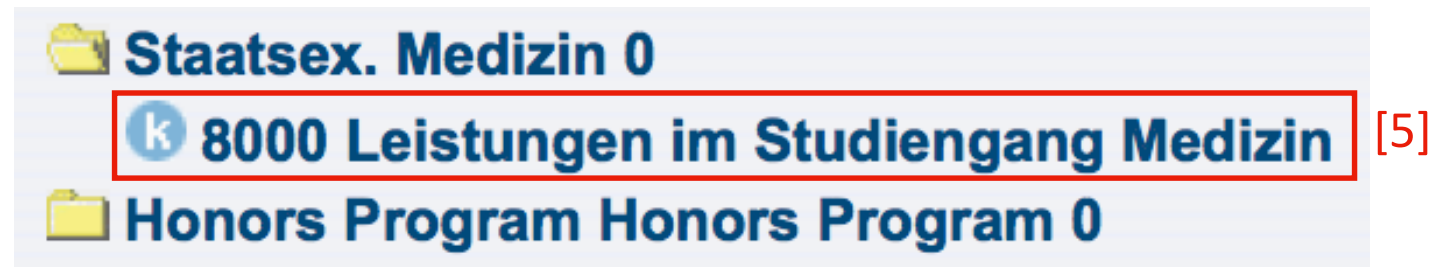 Staatsex. Medizin 0
k 8000 Leistungen im Studiengang Medizin [5]
Honors Program Honors Program 0